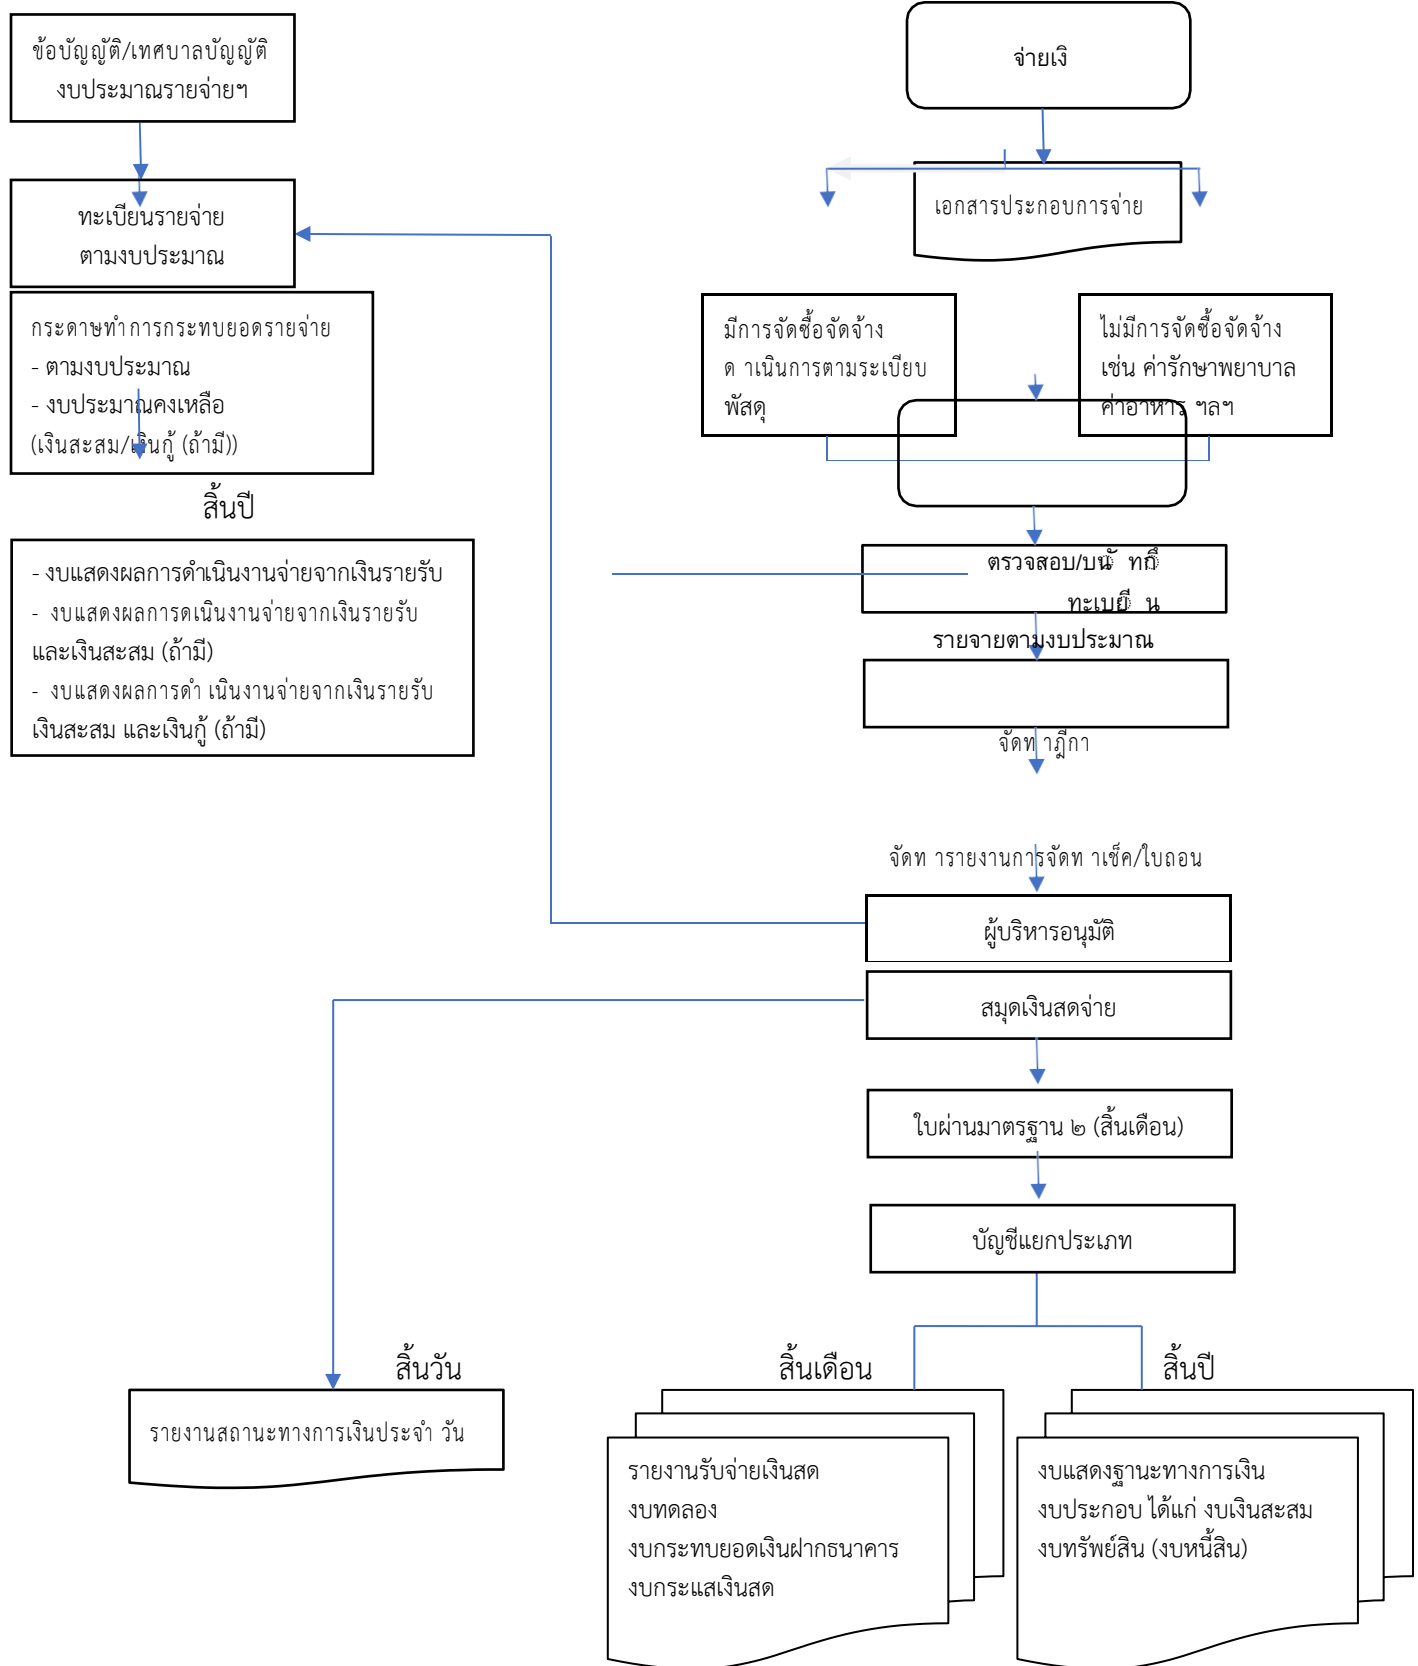 ข้อบัญญัติ/เทศบาลบัญญัติ
งบประมาณรายจ่ายฯ
ทะเบียนรายจ่าย
ตามงบประมาณ
กระดาษทำการกระทบยอดรายจ่าย
- ตามงบประมาณ
- งบประมาณคงเหลือ
(เงินสะสม/เงินกู้ (ถ้ามี))
สิ้นปี
- งบแสดงผลการดำเนินงานจ่ายจากเงินรายรับ
- งบแสดงผลการดเนินงานจ่ายจากเงินรายรับ
และเงินสะสม (ถ้ามี)
- งบแสดงผลการดำ เนินงานจ่ายจากเงินรายรับ
เงินสะสม และเงินกู้ (ถ้ามี)
จ่ายเงิ
เอกสารประกอบการจ่าย
มีการจัดซื้อจัดจ้าง
ด าเนินการตามระเบียบ
พัสดุ
ไม่มีการจัดซื้อจัดจ้าง
เช่น ค่ารักษาพยาบาล
ค่าอาหาร ฯลฯ
ตรวจสอบ/บน ั ทก ึ
ทะเบย ี น
รายจายตามงบประมาณ
จัดท าฎีกา
จัดท ารายงานการจัดท าเช็ค/ใบถอน
ผู้บริหารอนุมัติ
สมุดเงินสดจ่าย
ใบผ่านมาตรฐาน ๒ (สิ้นเดือน)
บัญชีแยกประเภท
สิ้นวัน
รายงานสถานะทางการเงินประจำ วัน
สิ้นเดือน
รายงานรับจ่ายเงินสด
งบทดลอง
งบกระทบยอดเงินฝากธนาคาร
งบกระแสเงินสด
สิ้นปี
งบแสดงฐานะทางการเงิน
งบประกอบ ได้แก่ งบเงินสะสม
งบทรัพย์สิน (งบหนี้สิน)